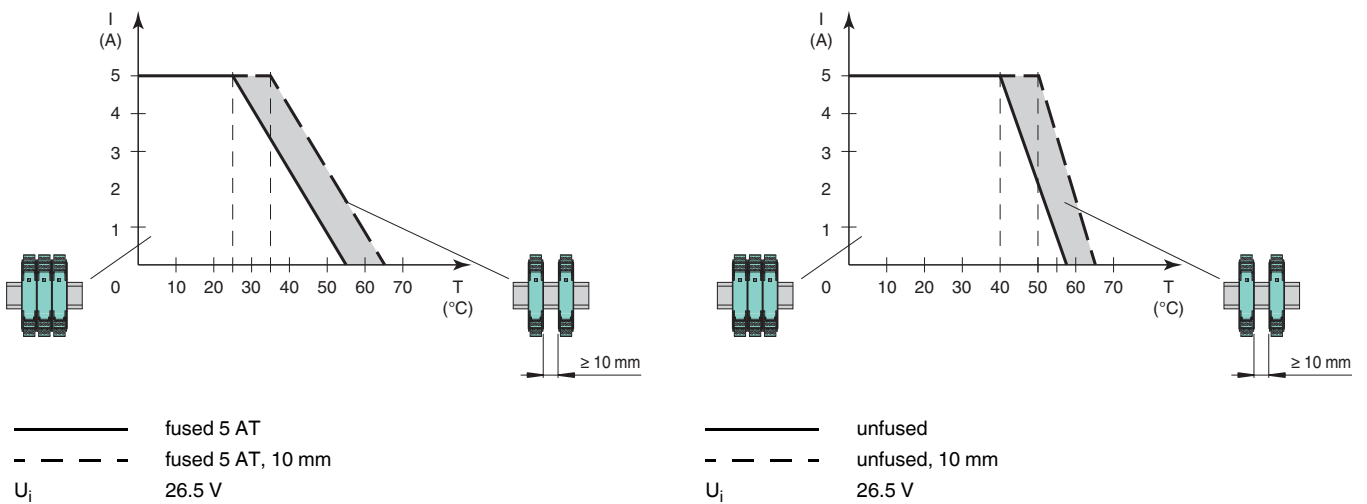 I
(A)
5
4
3
2
1
0
10
20
30
40
50
60
70
T
(°C)
≥ 10 mm
fused 5 AT
fused 5 AT, 10 mm
Ui
26.5 V
I
(A)
5
4
3
2
1
0
10
20
30
40
50
60
70
T
(°C)
≥ 10 mm
unfused
unfused, 10 mm
Ui
26.5 V